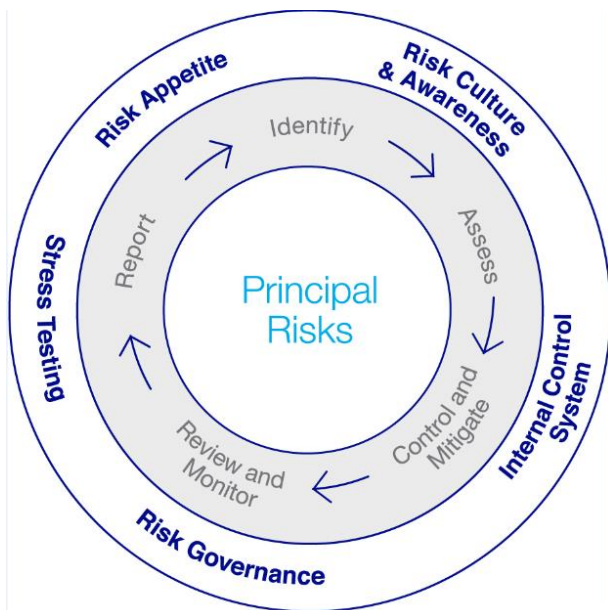 Risk Appetite
Risk Culture
& Awareness
Internal Control
System
Risk Governance
Stress Testing
Identify
Assess
Control and
Mitigate
Review and
Monitor
Report
Principal
Risks